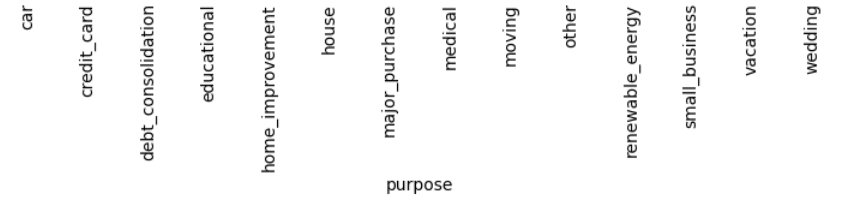 car
credit_card
debt_consolidation
educational
home_improvement
house
major_purchase
medical
moving
other
renewable_energy
small_business
vacation
wedding
purpose